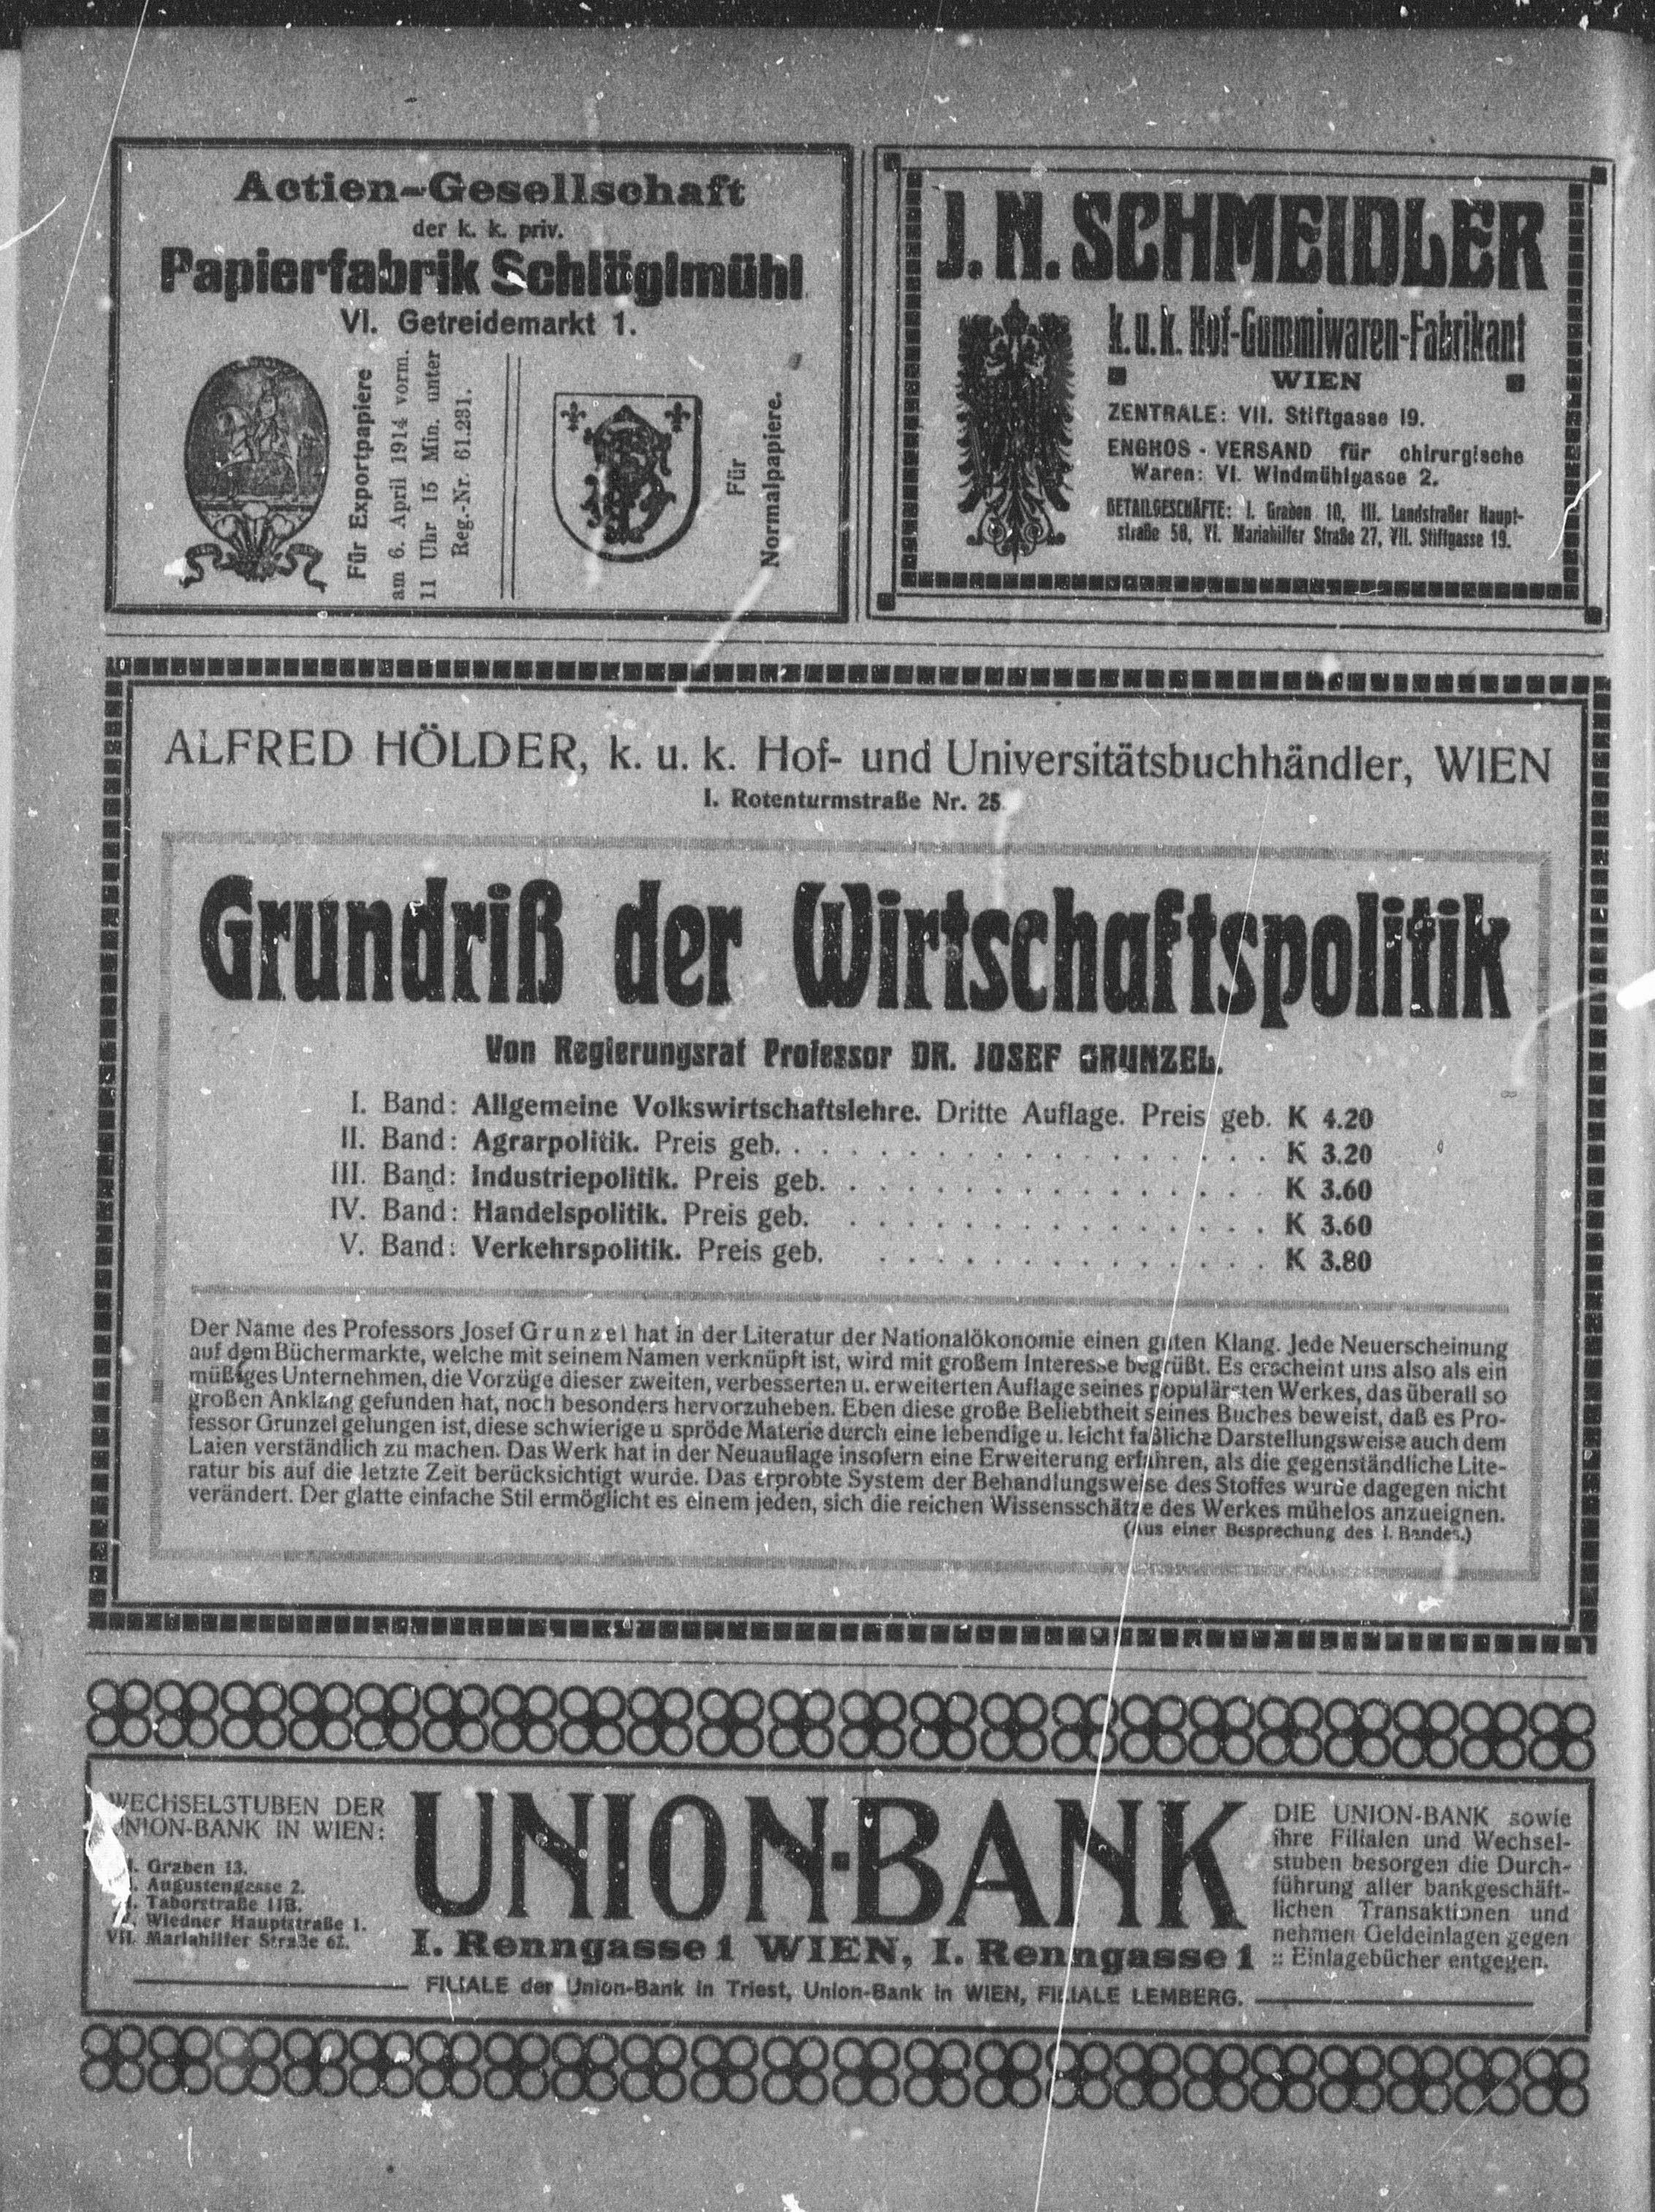 Actien-Gesellschaft
der k. k. priv.
Papierfabrik Schlöglmühl
VI. Getreidemarkt 1.
Für Exportpapiere
am 6. April 1914 vorm.
11 Uhr 15 Min. unter
Reg.-Nr. 61.231.
Für
Normalpapiere.
J. N. SCHMEIDLER
k. u. k. Hof-Gummiwaren-Fabrikant
WIEN
ZENTRALE: VII. Stiftgasse 19.
ENGROS - VERSAND für chirurgische
Waren: VI. Windmühlgasse 2.
DETAILGESCHÄFTE: I. Graben 10, III. Landstraßer Haupt-
straße 58, VI. Mariahilfer Straße 27, VII. Stiftgasse 19.
ALFRED HÖLDER, k. u. k. Hof- und Universitätsbuchhändler, WIEN
I. Rotenturmstraße Nr. 25
Grundriß der Wirtschaftspolitik
Von Regierungsrat Professor DR. JOSEF GRUNZEL.
I. Band: Allgemeine Volkswirtschaftslehre. Dritte Auflage. Preis geb. K 4.20
II. Band: Agrarpolitik. Preis geb. . . . . . . . . . . . . . . . . . K 3.20
III. Band: Industriepolitik. Preis geb. . . . . . . . . . . . . . . . K 3.60
IV. Band: Handelspolitik. Preis geb. . . . . . . . . . . . . . . . K 3.60
V. Band: Verkehrspolitik. Preis geb. . . . . . . . . . . . . . . K 3.80
Der Name des Professors Josef Grunzel hat in der Literatur der Nationalökonomie einen guten Klang. Jede Neuerscheinung
auf dem Büchermarkte, welche mit seinem Namen verknüpft ist, wird mit großem Interesse begrüßt. Es erscheint uns also als ein
müßiges Unternehmen, die Vorzüge dieser zweiten, verbesserten u. erweiterten Auflage seines populärsten Werkes, das überall so
großen Anklang gefunden hat, noch besonders hervorzuheben. Eben diese große Beliebtheit seines Buches beweist, daß es Pro-
fessor Grunzel gelungen ist, diese schwierige u spröde Materie durch eine lebendige u. leicht faßliche Darstellungsweise auch dem
Laien verständlich zu machen. Das Werk hat in der Neuauflage insofern eine Erweiterung erfahren, als die gegenständliche Lite-
ratur bis auf die letzte Zeit berücksichtigt wurde. Das erprobte System der Behandlungsweise des Stoffes wurde dagegen nicht
verändert. Der glatte einfache Stil ermöglicht es einem jeden, sich die reichen Wissensschätze des Werkes mühelos anzueignen.
(Aus einer Besprechung des I. Bandes.)
WECHSELSTUBEN DER
UNION-BANK IN WIEN:
Graben 13.
Augustengasse 2.
Taborstraße 11B.
Wiedner Hauptstraße 1.
VII. Mariahilfer Straße 62.
UNION-BANK
I. Renngasse 1 WIEN, I. Renngasse 1
FILIALE der Union-Bank in Triest, Union-Bank in WIEN, FILIALE LEMBERG.
DIE UNION-BANK sowie
ihre Filialen und Wechsel-
stuben besorgen die Durch-
führung aller bankgeschäft-
lichen Transaktionen und
nehmen Geldeinlagen gegen
:: Einlagebücher entgegen.